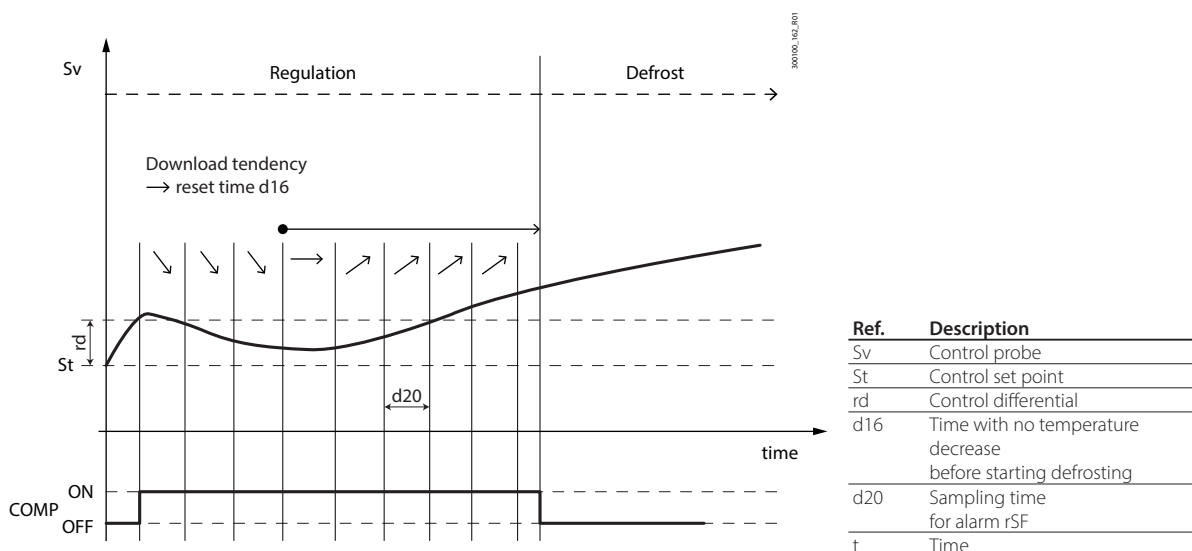 300100_162_R01
Sv
Regulation
Defrost
Download tendency
→ reset time d16
rd
St
d20
time
ON
COMP
OFF
Ref. Description
Sv Control probe
St Control set point
rd Control differential
d16 Time with no temperature
decrease
before starting defrosting
d20 Sampling time
for alarm rSF
t Time